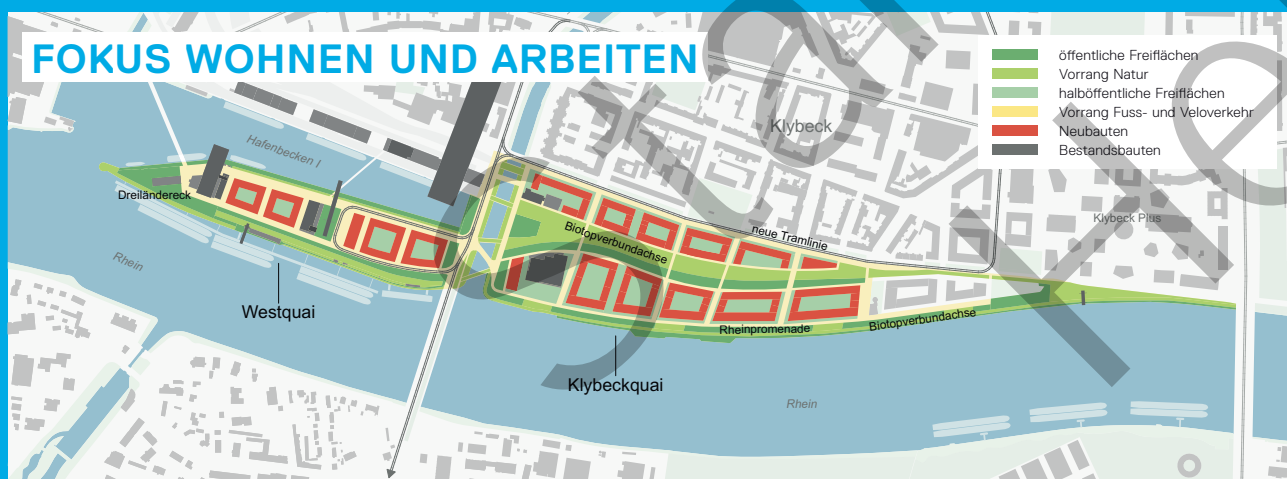 FOKUS WOHNEN UND ARBEITEN
öffentliche Freiflächen
Vorrang Natur
halböffentliche Freiflächen
Vorrang Fuss- und Veloverkehr
Neubauten
Bestandsbauten
Klybeck
Hafenbecken I
Dreiländereck
Klybeck Plus
neue Tramlinie
Biotopverbundachse
Rhein
Westquai
Rheinpromenade
Biotopverbundachse
Klybeckquai
Rhein